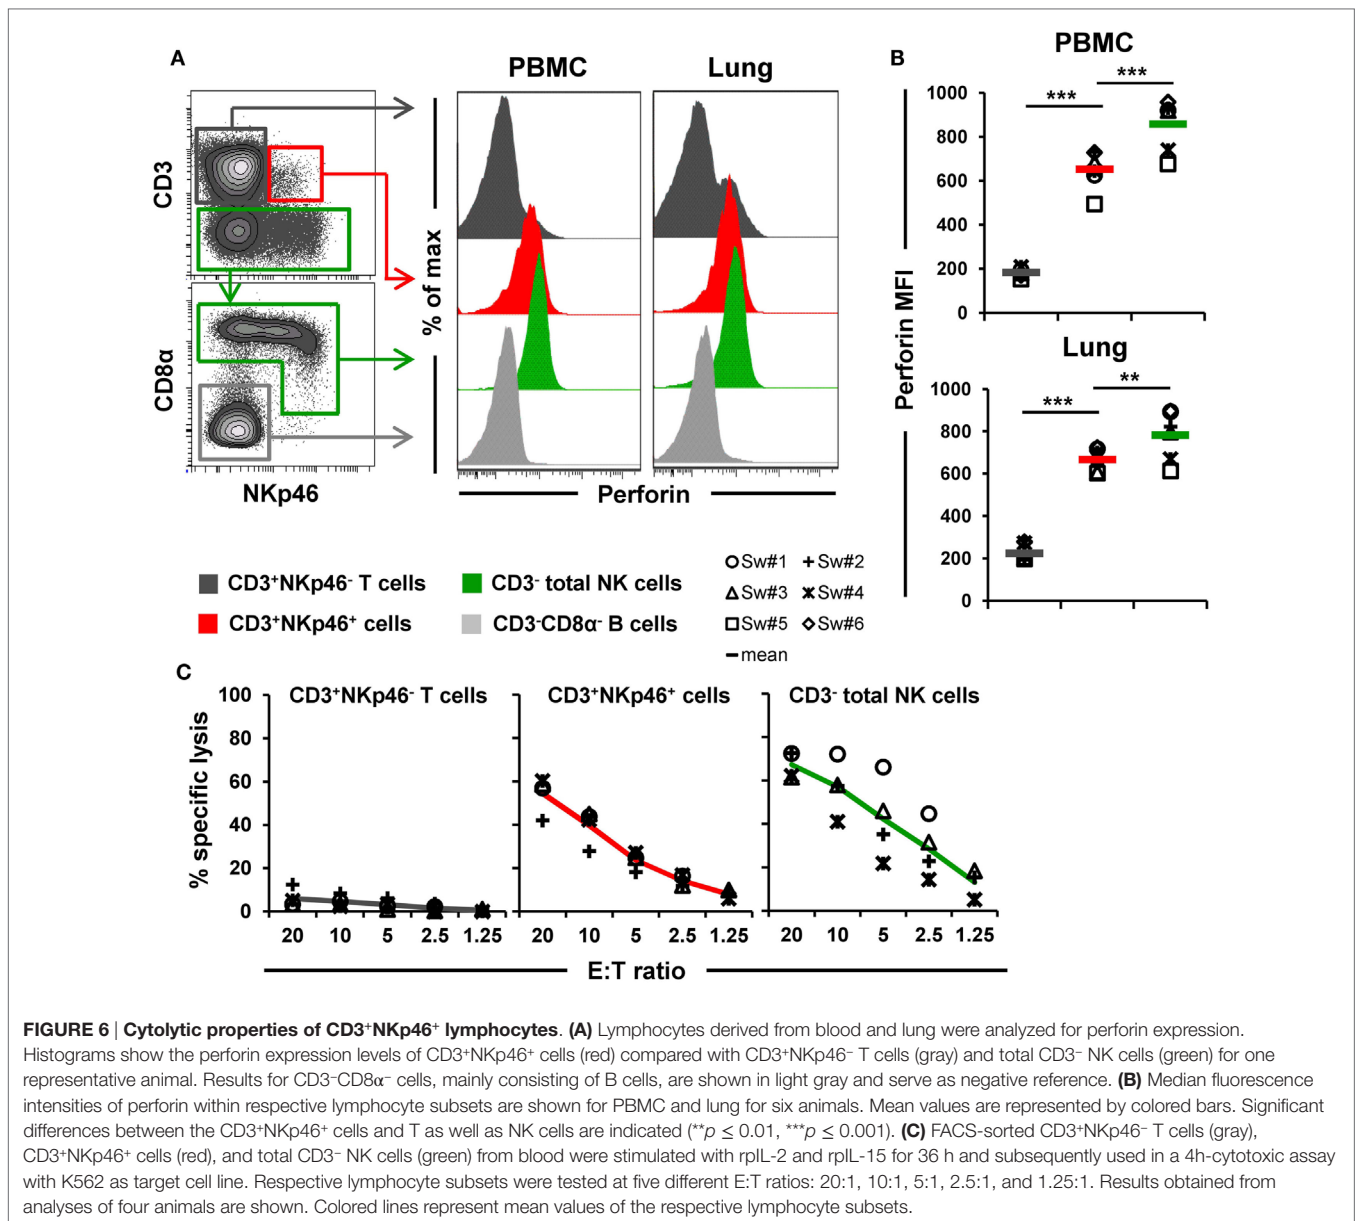 A
PBMC
Lung
CD3
CD8α
NKp46
% of max
Perforin
CD3⁺NKp46⁻ T cells
CD3⁻ total NK cells
CD3⁺NKp46⁺ cells
CD3⁻CD8α⁻ B cells
B
PBMC
***
***
1000
800
600
400
200
0
Perforin MFI
Lung
***
**
1000
800
600
400
200
0
Sw#1 Sw#2
Sw#3 Sw#4
Sw#5 Sw#6
mean
C
% specific lysis
100
80
60
40
20
0
CD3⁺NKp46⁻ T cells
CD3⁺NKp46⁺ cells
CD3⁻ total NK cells
20 10 5 2.5 1.25
20 10 5 2.5 1.25
20 10 5 2.5 1.25
E:T ratio
FIGURE 6 | Cytolytic properties of CD3⁺NKp46⁺ lymphocytes. (A) Lymphocytes derived from blood and lung were analyzed for perforin expression.
Histograms show the perforin expression levels of CD3⁺NKp46⁺ cells (red) compared with CD3⁺NKp46⁻ T cells (gray) and total CD3⁻ NK cells (green) for one
representative animal. Results for CD3⁻CD8α⁻ cells, mainly consisting of B cells, are shown in light gray and serve as negative reference. (B) Median fluorescence
intensities of perforin within respective lymphocyte subsets are shown for PBMC and lung for six animals. Mean values are represented by colored bars. Significant
differences between the CD3⁺NKp46⁺ cells and T as well as NK cells are indicated (**p ≤ 0.01, ***p ≤ 0.001). (C) FACS-sorted CD3⁺NKp46⁻ T cells (gray),
CD3⁺NKp46⁺ cells (red), and total CD3⁻ NK cells (green) from blood were stimulated with rpIL-2 and rpIL-15 for 36 h and subsequently used in a 4h-cytotoxic assay
with K562 as target cell line. Respective lymphocyte subsets were tested at five different E:T ratios: 20:1, 10:1, 5:1, 2.5:1, and 1.25:1. Results obtained from
analyses of four animals are shown. Colored lines represent mean values of the respective lymphocyte subsets.